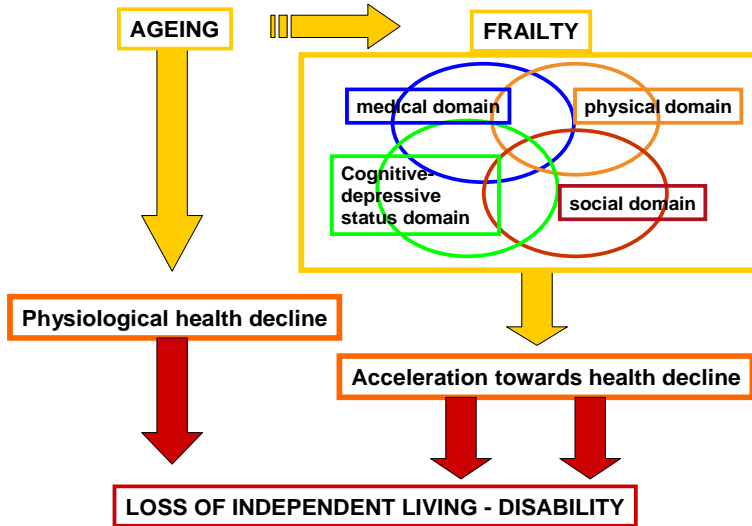 AGEING
FRAILTY
medical domain
physical domain
Cognitive-
depressive
status domain
social domain
Physiological health decline
Acceleration towards health decline
LOSS OF INDEPENDENT LIVING - DISABILITY